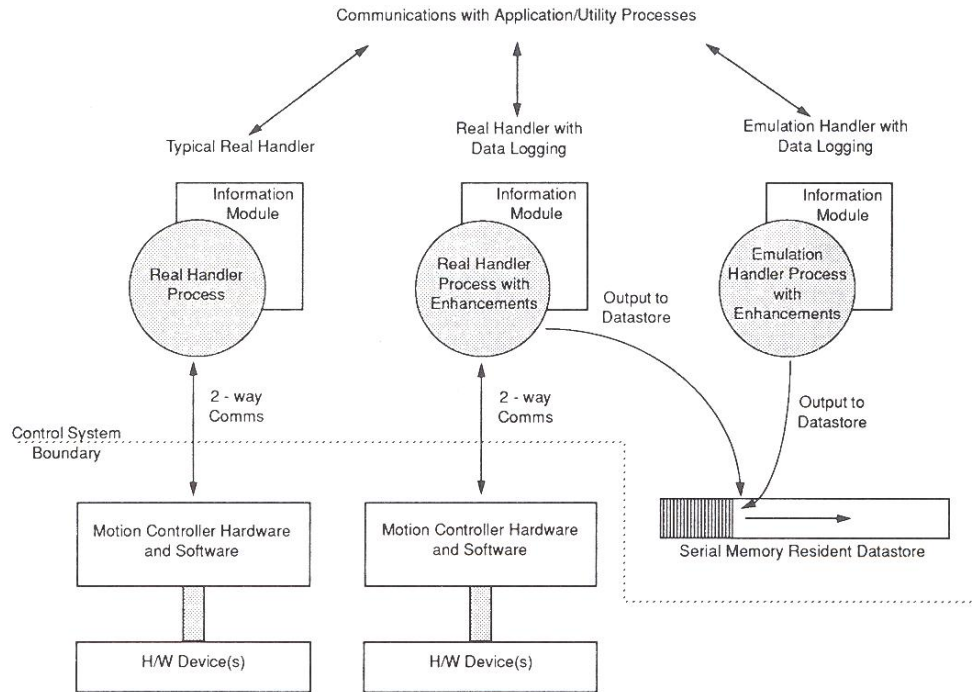 Communications with Application/Utility Processes
Typical Real Handler
Real Handler with
Data Logging
Emulation Handler with
Data Logging
Information
Module
Real Handler
Process
Information
Module
Real Handler
Process with
Enhancements
Information
Module
Emulation
Handler Process
with
Enhancements
Output to
Datastore
2 - way
Comms
2 - way
Comms
Output to
Datastore
Control System
Boundary
Motion Controller Hardware
and Software
Motion Controller Hardware
and Software
Serial Memory Resident Datastore
H/W Device(s)
H/W Device(s)